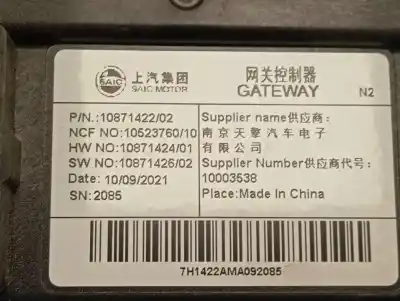 SAIC
上汽集团
SAIC MOTOR
网关控制器
GATEWAY
N2
P/N.:10871422/02
NCF NO:10523760/10
HW NO:10871424/01
SW NO:10871426/02
Date: 10/09/2021
SN: 2085
Supplier name供应商:
南京天擎汽车电子
有限公司
Supplier Number供应商代号:
10003538
Place:Made In China
7H1422AMA092085